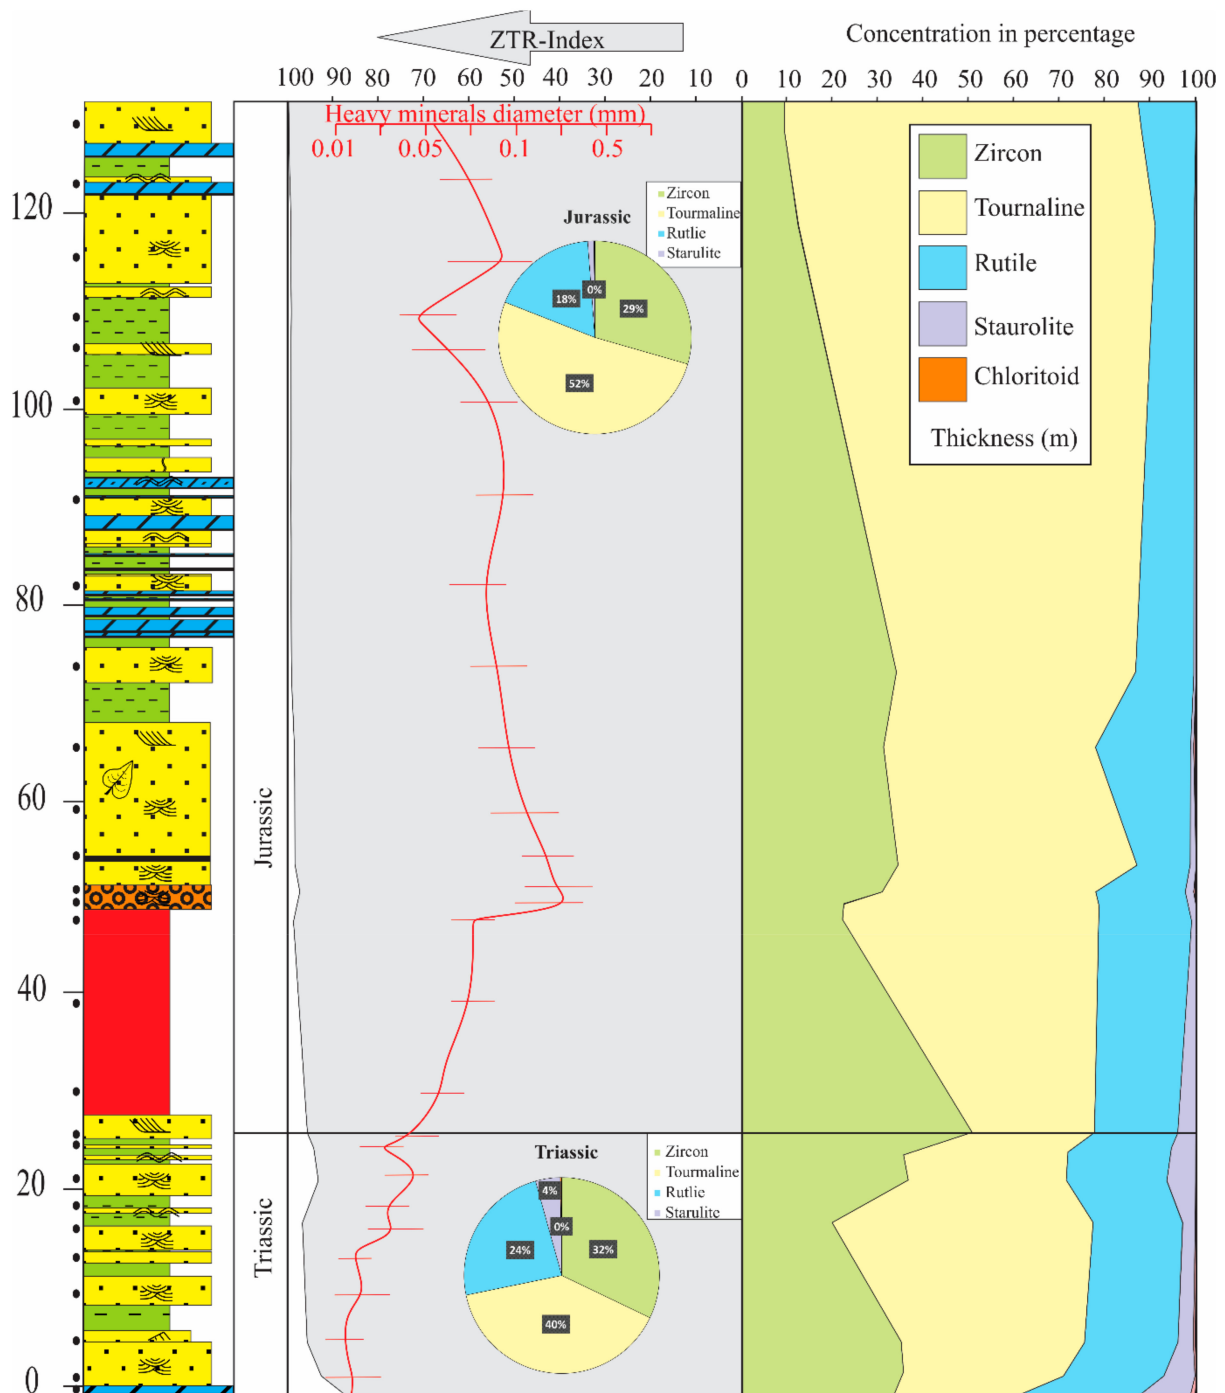 ZTR-Index
Concentration in percentage
100 90 80 70 60 50 40 30 20 10 0 10 20 30 40 50 60 70 80 90 100
Heavy minerals diameter (mm)
0.01 0.05 0.1 0.5
Zircon
Tournaline
Rutile
Staurolite
Chloritoid
Thickness (m)
Jurassic
Zircon
Tourmaline
Rutlie
Starulite
0%
18%
29%
52%
120
100
80
60
40
20
0
Jurassic
Triassic
Triassic
Zircon
Tourmaline
Rutlie
Starulite
4%
0%
24%
32%
40%